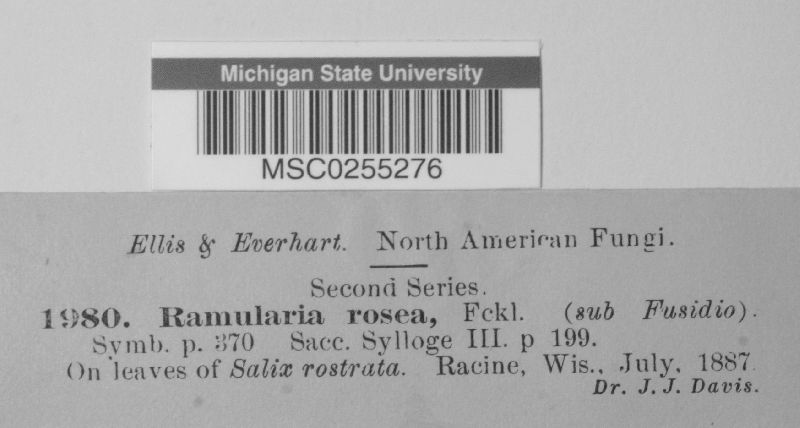 Michigan State University
MSC0255276
Ellis & Everhart. North American Fungi.
Second Series.
1980. Ramularia rosea, Fckl. (sub Fusidio).
Symb. p. 370 Sacc. Sylloge III. p 199.
On leaves of Salix rostrata. Racine, Wis., July, 1887.
Dr. J. J. Davis.